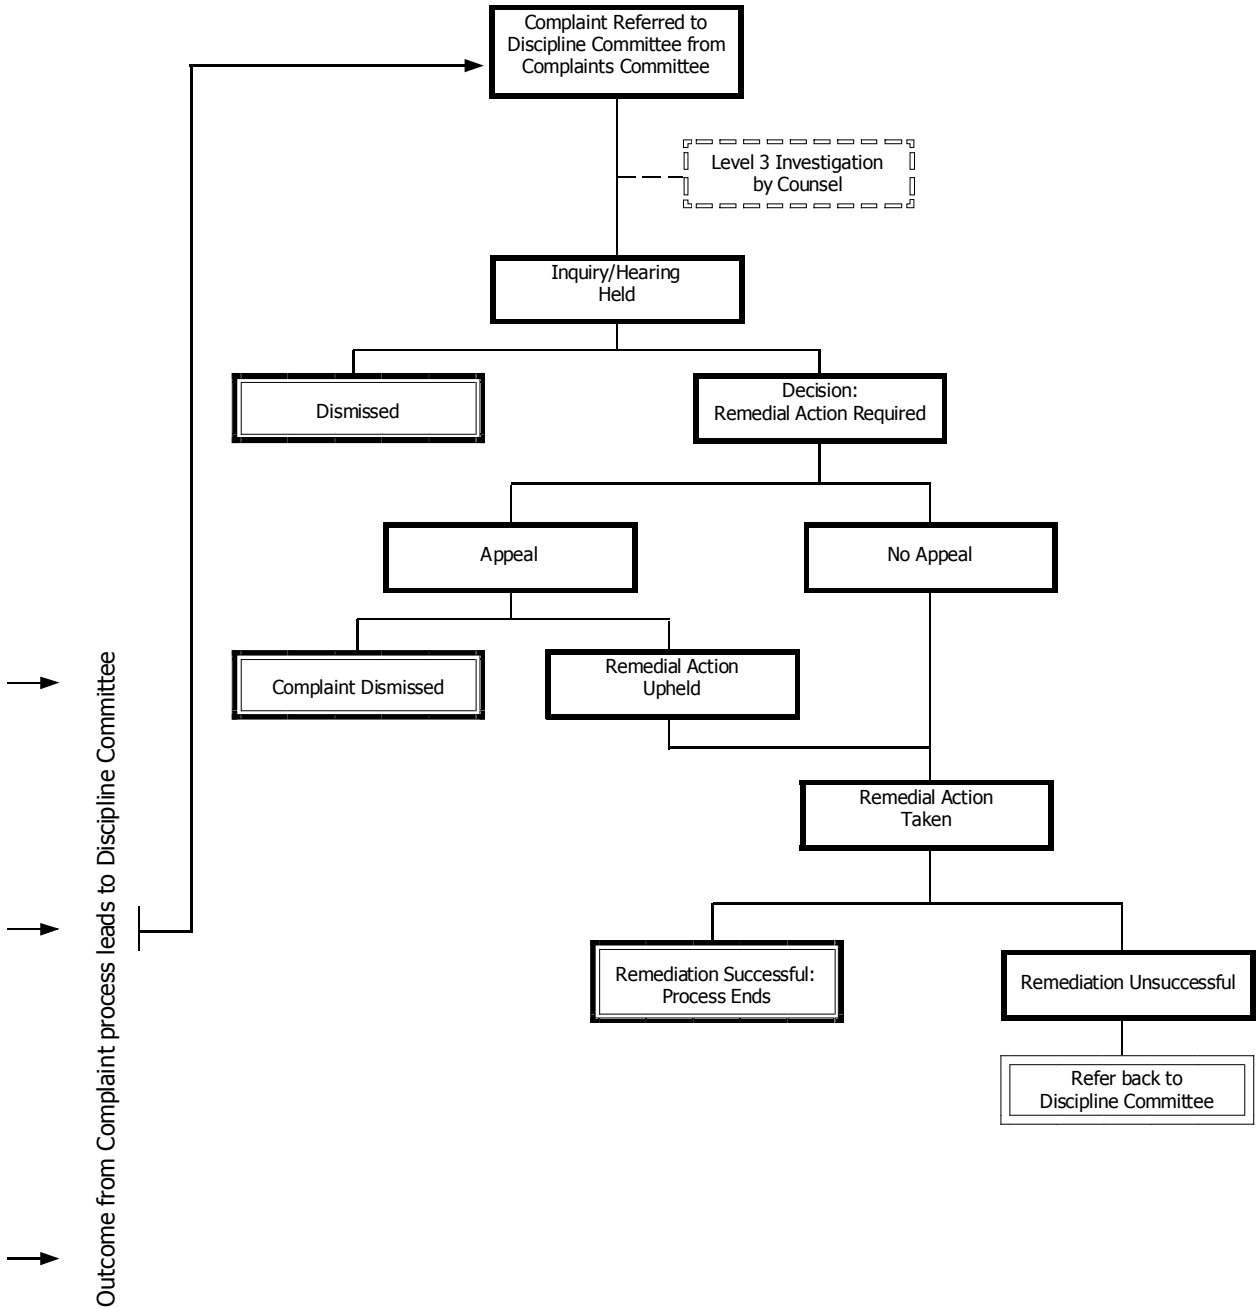 Complaint Referred to
Discipline Committee from
Complaints Committee
Level 3 Investigation
by Counsel
Inquiry/Hearing
Held
Dismissed
Decision:
Remedial Action Required
Appeal
No Appeal
Complaint Dismissed
Remedial Action
Upheld
Remedial Action
Taken
Remediation Successful:
Process Ends
Remediation Unsuccessful
Refer back to
Discipline Committee
Outcome from Complaint process leads to Discipline Committee